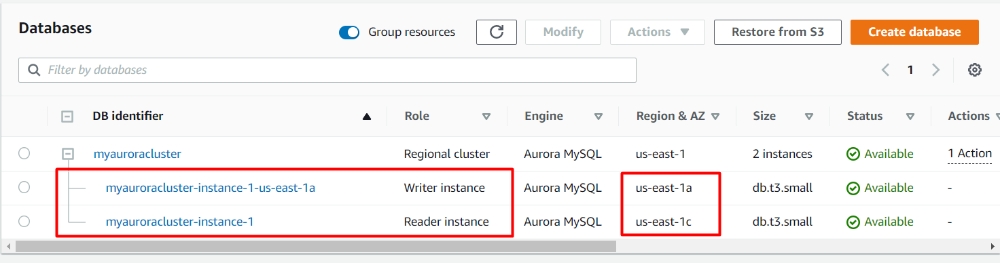 Databases Group resources Modify Actions Restore from S3 Create database
Filter by databases 1
DB identifier Role Engine Region & AZ Size Status Actions
myauroracluster Regional cluster Aurora MySQL us-east-1 2 instances Available 1 Action
myauroracluster-instance-1-us-east-1a Writer instance Aurora MySQL us-east-1a db.t3.small Available -
myauroracluster-instance-1 Reader instance Aurora MySQL us-east-1c db.t3.small Available -